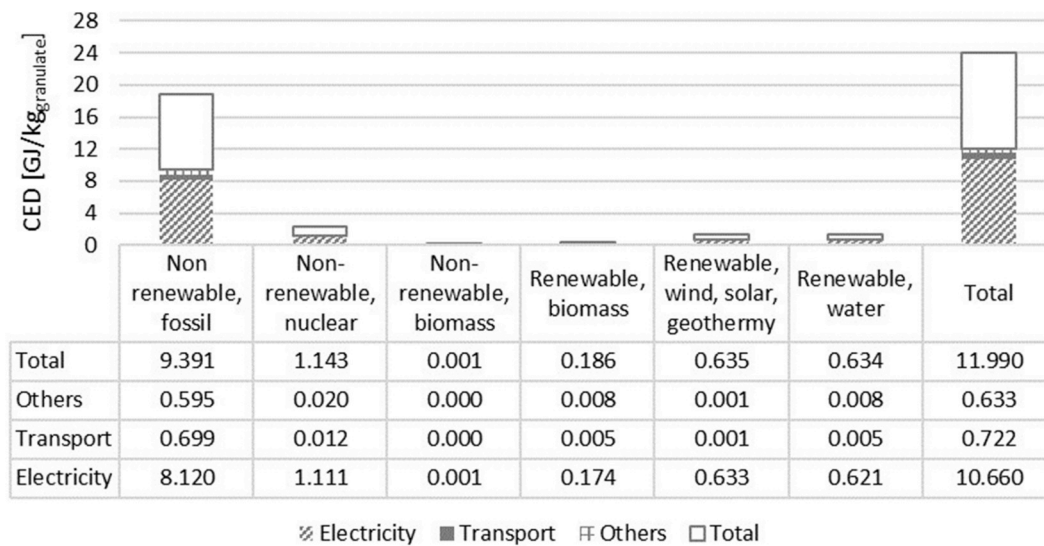 28
24
20
16
12
8
4
0
CED [GJ/kg granulate]
Non renewable, fossil
Non-renewable, nuclear
Non-renewable, biomass
Renewable, biomass
Renewable, wind, solar, geothermy
Renewable, water
Total
Total 9.391 1.143 0.001 0.186 0.635 0.634 11.990
Others 0.595 0.020 0.000 0.008 0.001 0.008 0.633
Transport 0.699 0.012 0.000 0.005 0.001 0.005 0.722
Electricity 8.120 1.111 0.001 0.174 0.633 0.621 10.660
Electricity Transport Others Total